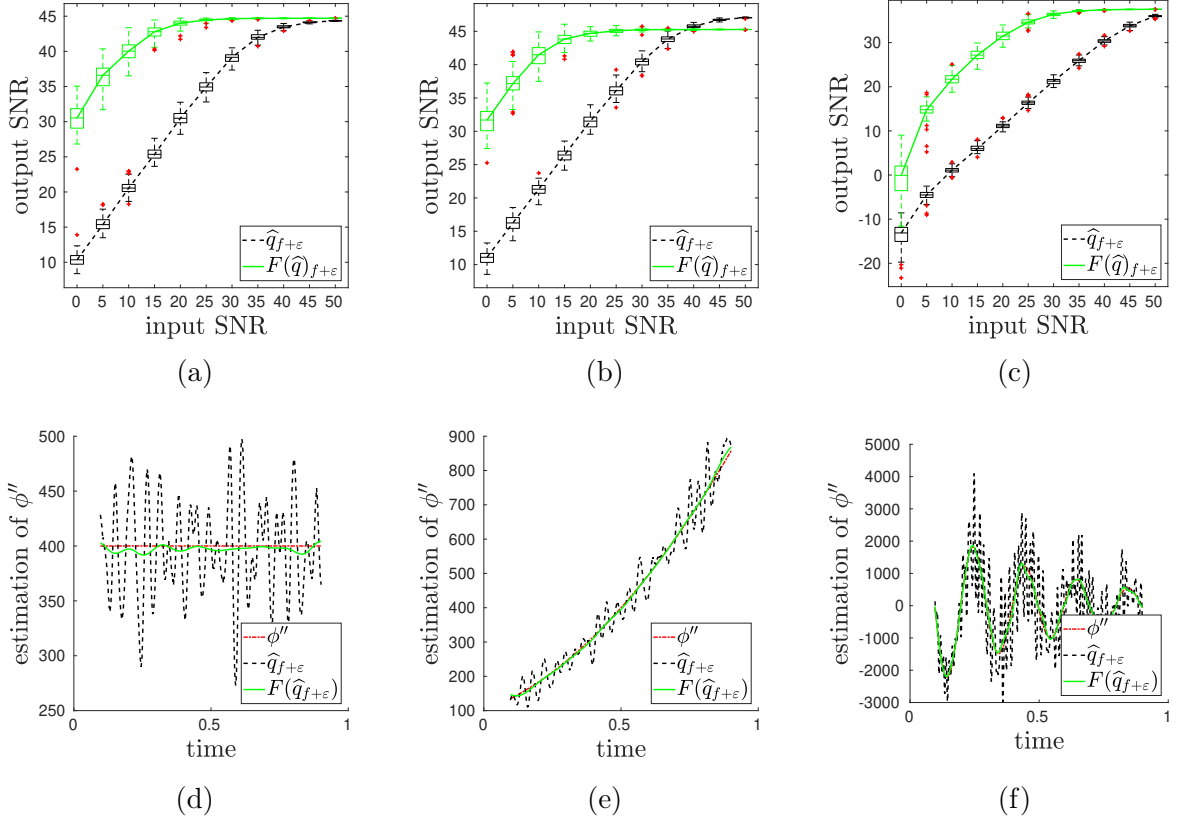 45
40
35
30
25
20
15
10
output SNR
0 5 10 15 20 25 30 35 40 45 50
input SNR
q̂_{f+ε}
F(q̂)_{f+ε}
(a)
45
40
35
30
25
20
15
10
output SNR
0 5 10 15 20 25 30 35 40 45 50
input SNR
q̂_{f+ε}
F(q̂)_{f+ε}
(b)
30
20
10
0
-10
-20
output SNR
0 5 10 15 20 25 30 35 40 45 50
input SNR
q̂_{f+ε}
F(q̂)_{f+ε}
(c)
500
450
400
350
300
250
estimation of ϕ″
0 0.5 1
time
ϕ″
q̂_{f+ε}
F(q̂_{f+ε})
(d)
900
800
700
600
500
400
300
200
100
estimation of ϕ″
0 0.5 1
time
ϕ″
q̂_{f+ε}
F(q̂_{f+ε})
(e)
5000
4000
3000
2000
1000
0
-1000
-2000
-3000
estimation of ϕ″
0 0.5 1
time
ϕ″
q̂_{f+ε}
F(q̂_{f+ε})
(f)